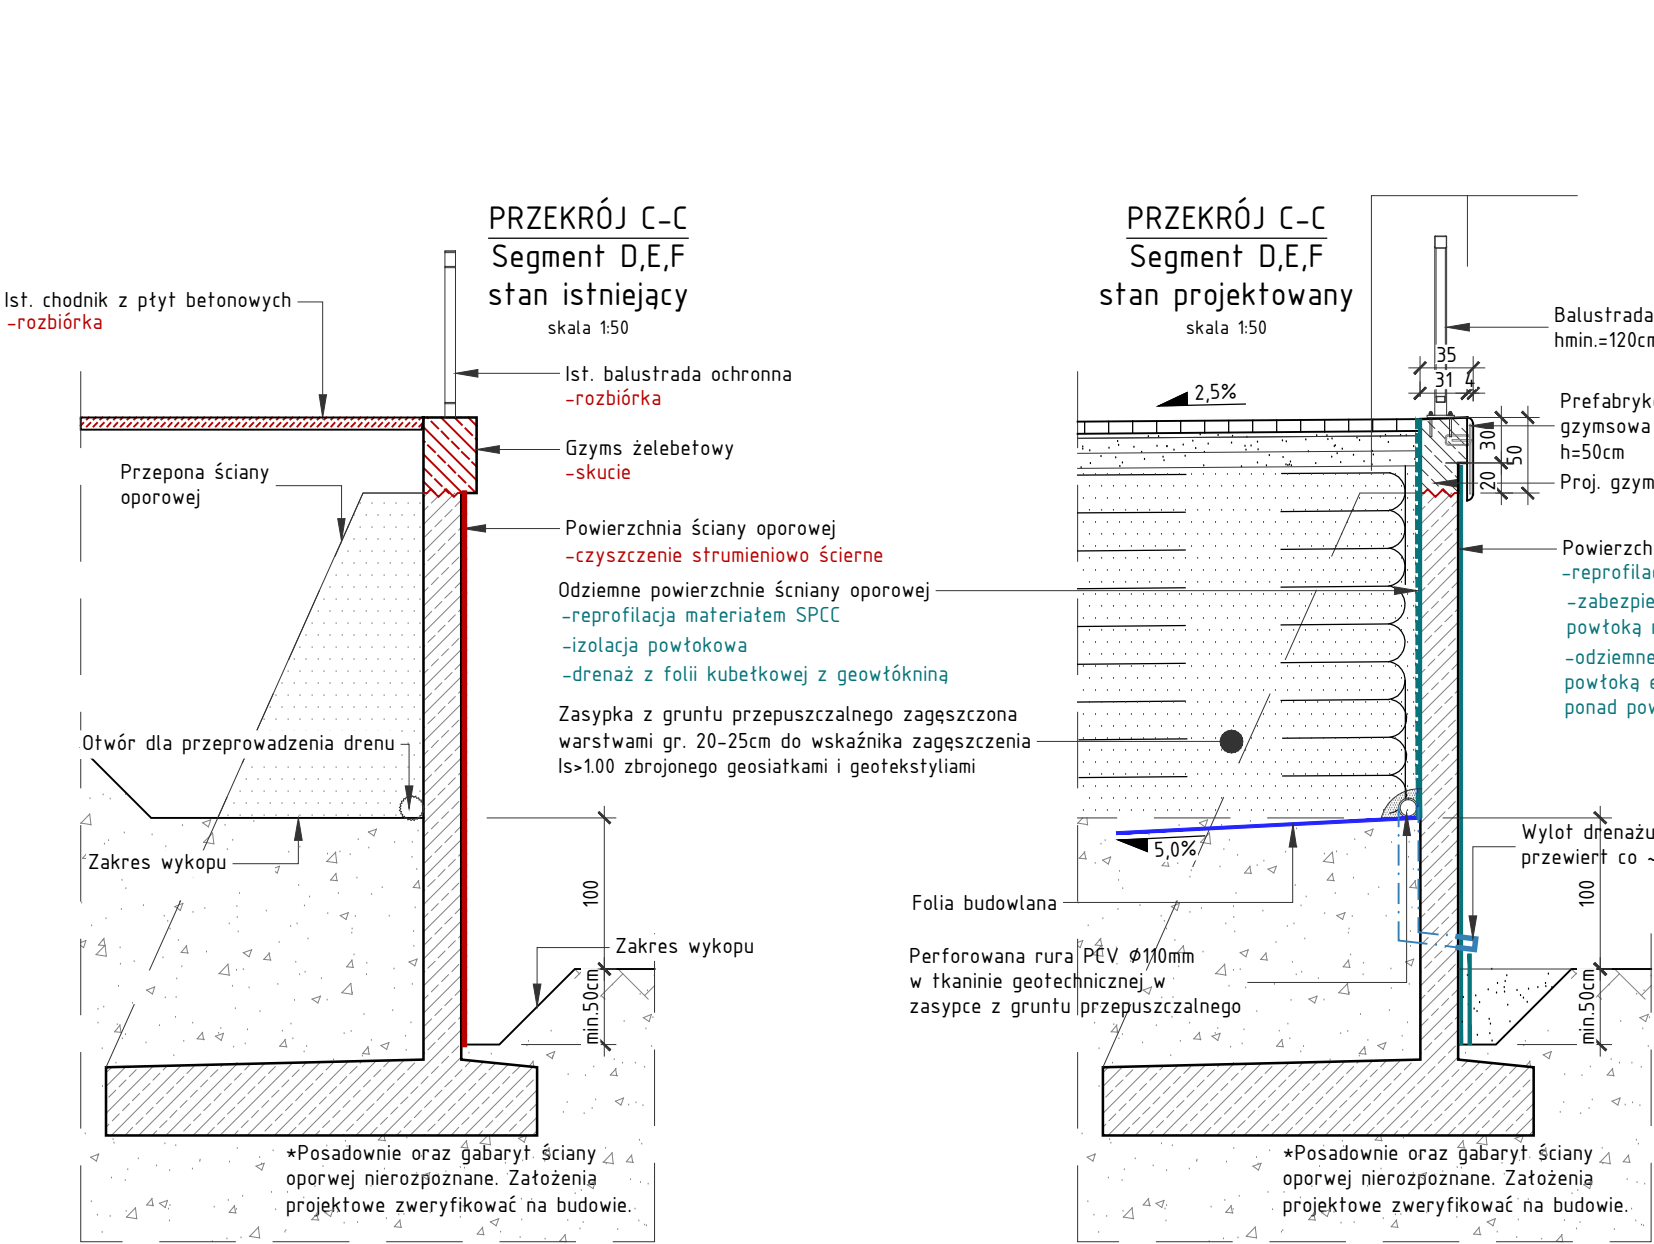 PRZEKRÓJ C-C
Segment D,E,F
stan istniejący
skala 1:50
Ist. chodnik z płyt betonowych
-rozbiórka
Ist. balustrada ochronna
-rozbiórka
Gzyms żelebetowy
-skucie
Przepona ściany
oporowej
Powierzchnia ściany oporowej
-czyszczenie strumieniowo ścierne
Odziemne powierzchnie śczniany oporowej
-reprofilacja materiałem SPCC
-izolacja powłokowa
-drenaż z folii kubełkowej z geowłókniną
Zasypka z gruntu przepuszczalnego zagęszczona
warstwami gr. 20-25cm do wskaźnika zagęszczenia
Is>1.00 zbrojonego geosiatkami i geotekstyliami
Otwór dla przeprowadzenia drenu
Zakres wykopu
100
Zakres wykopu
min.50cm
*Posadownie oraz gabaryt ściany
oporwej nierozpoznane. Założenia
projektowe zweryfikować na budowie.
PRZEKRÓJ C-C
Segment D,E,F
stan projektowany
skala 1:50
Balustrada
hmin.=120cm
35
31 4
2,5%
Prefabryko
gzymsowa
h=50cm
30
50
20
Proj. gzym
Powierzch
-reprofilac
-zabezpie
powłoką
-odziemne
powłoką e
ponad pow
5,0%
Wylot drenażu
przewiert co ~
Folia budowlana
100
Perforowana rura PCV Ø110mm
w tkaninie geotechnicznej w
zasypce z gruntu przepuszczalnego
min.50cm
*Posadownie oraz gabaryt ściany
oporwej nierozpoznane. Założenia
projektowe zweryfikować na budowie.